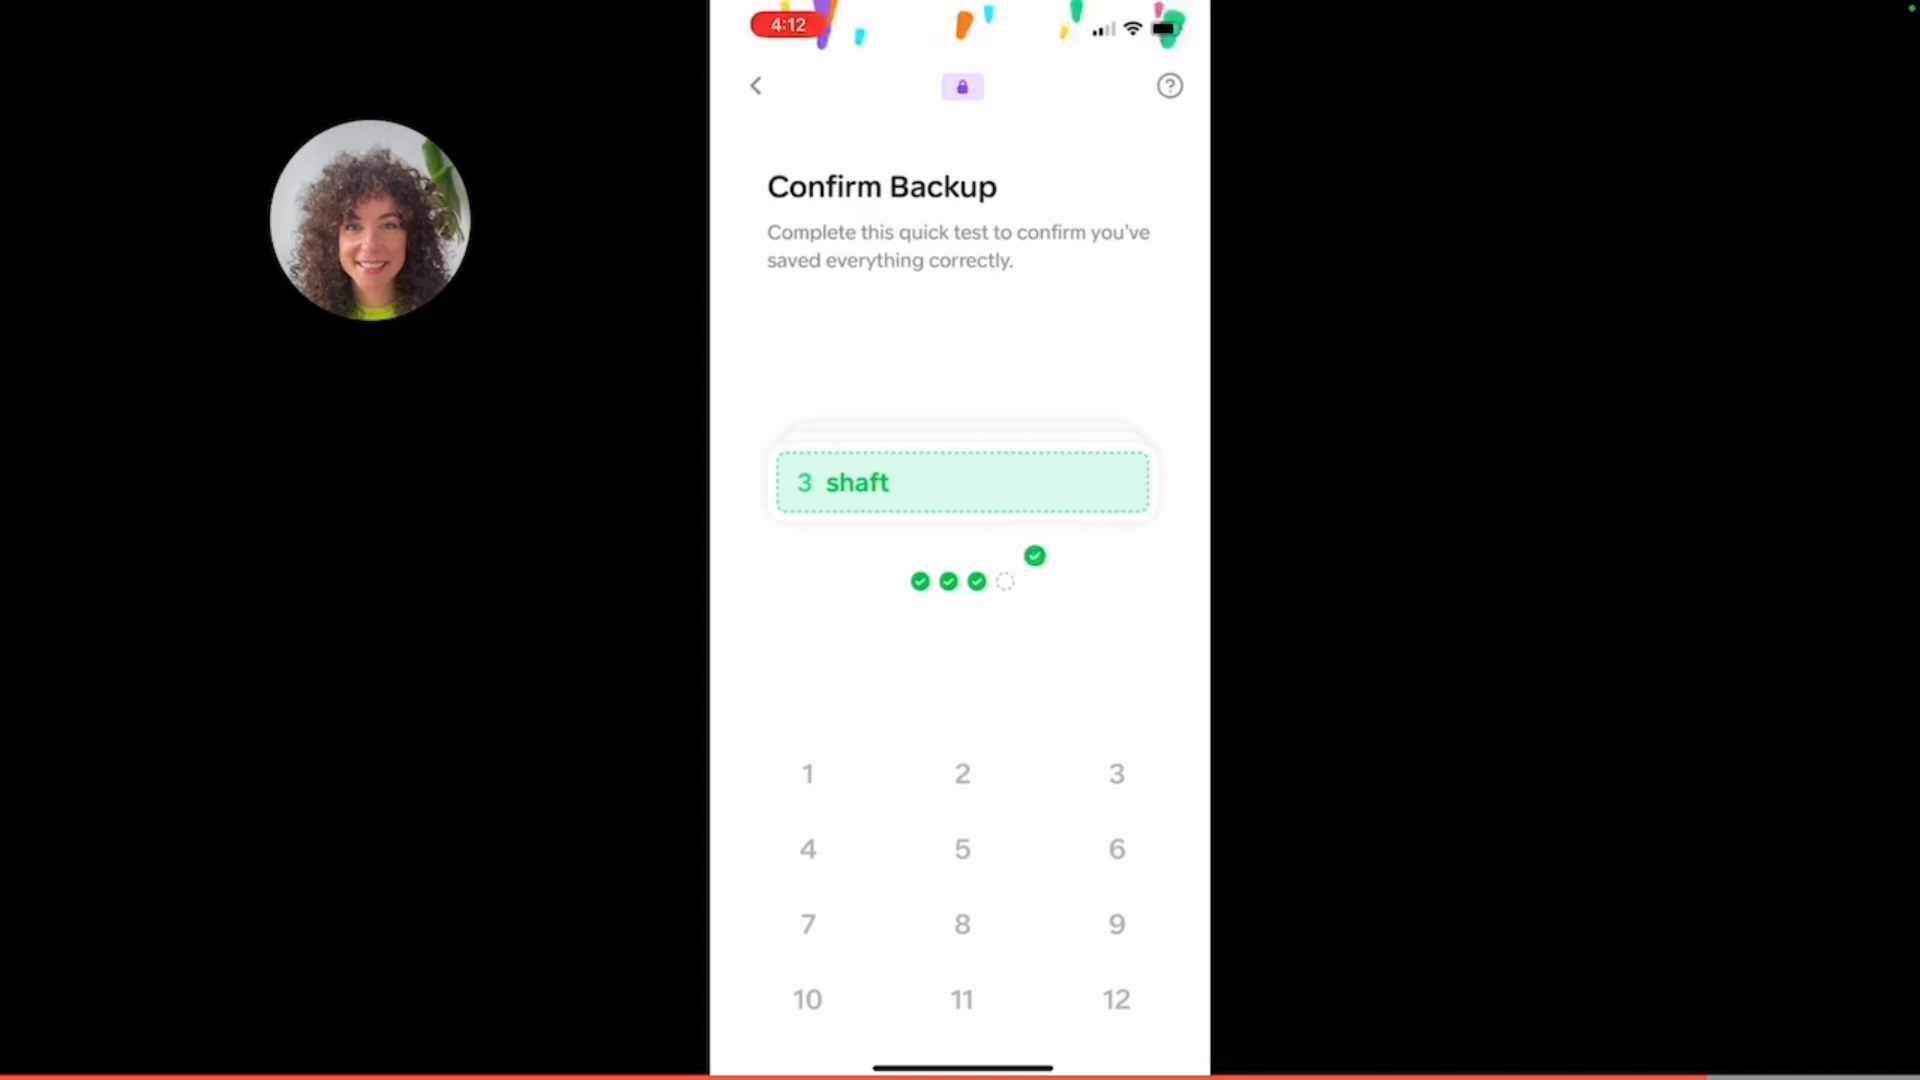 4:12
Confirm Backup
Complete this quick test to confirm you've
saved everything correctly.
3 shaft
1 2 3
4 5 6
7 8 9
10 11 12